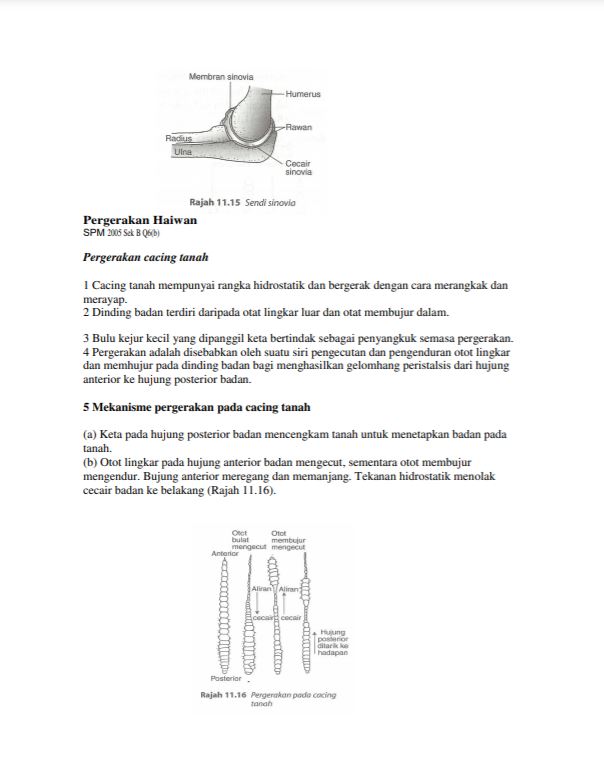 Membran sinovia
Humerus
Rawan
Radius
Ulna
Cecair
sinovia
Rajah 11.15 Sendi sinovia
Pergerakan Haiwan
SPM 2005 Sek B Q6(b)
Pergerakan cacing tanah
1 Cacing tanah mempunyai rangka hidrostatik dan bergerak dengan cara merangkak dan
merayap.
2 Dinding badan terdiri daripada otat lingkar luar dan otat membujur dalam.
3 Bulu kejur kecil yang dipanggil keta bertindak sebagai penyangkuk semasa pergerakan.
4 Pergerakan adalah disebabkan oleh suatu siri pengecutan dan pengenduran otot lingkar
dan memhujur pada dinding badan bagi menghasilkan gelomhang peristalsis dari hujung
anterior ke hujung posterior badan.
5 Mekanisme pergerakan pada cacing tanah
(a) Keta pada hujung posterior badan mencengkam tanah untuk menetapkan badan pada
tanah.
(b) Otot lingkar pada hujung anterior badan mengecut, sementara otot membujur
mengendur. Bujung anterior meregang dan memanjang. Tekanan hidrostatik menolak
cecair badan ke belakang (Rajah 11.16).
Otot Otot
bulat membujur
mengecut mengecut
Anterior
Aliran Aliran
cecair cecair
Hujung
posterior
ditarik ke
hadapan
Posterior
Rajah 11.16 Pergerakan pada cacing
tanah